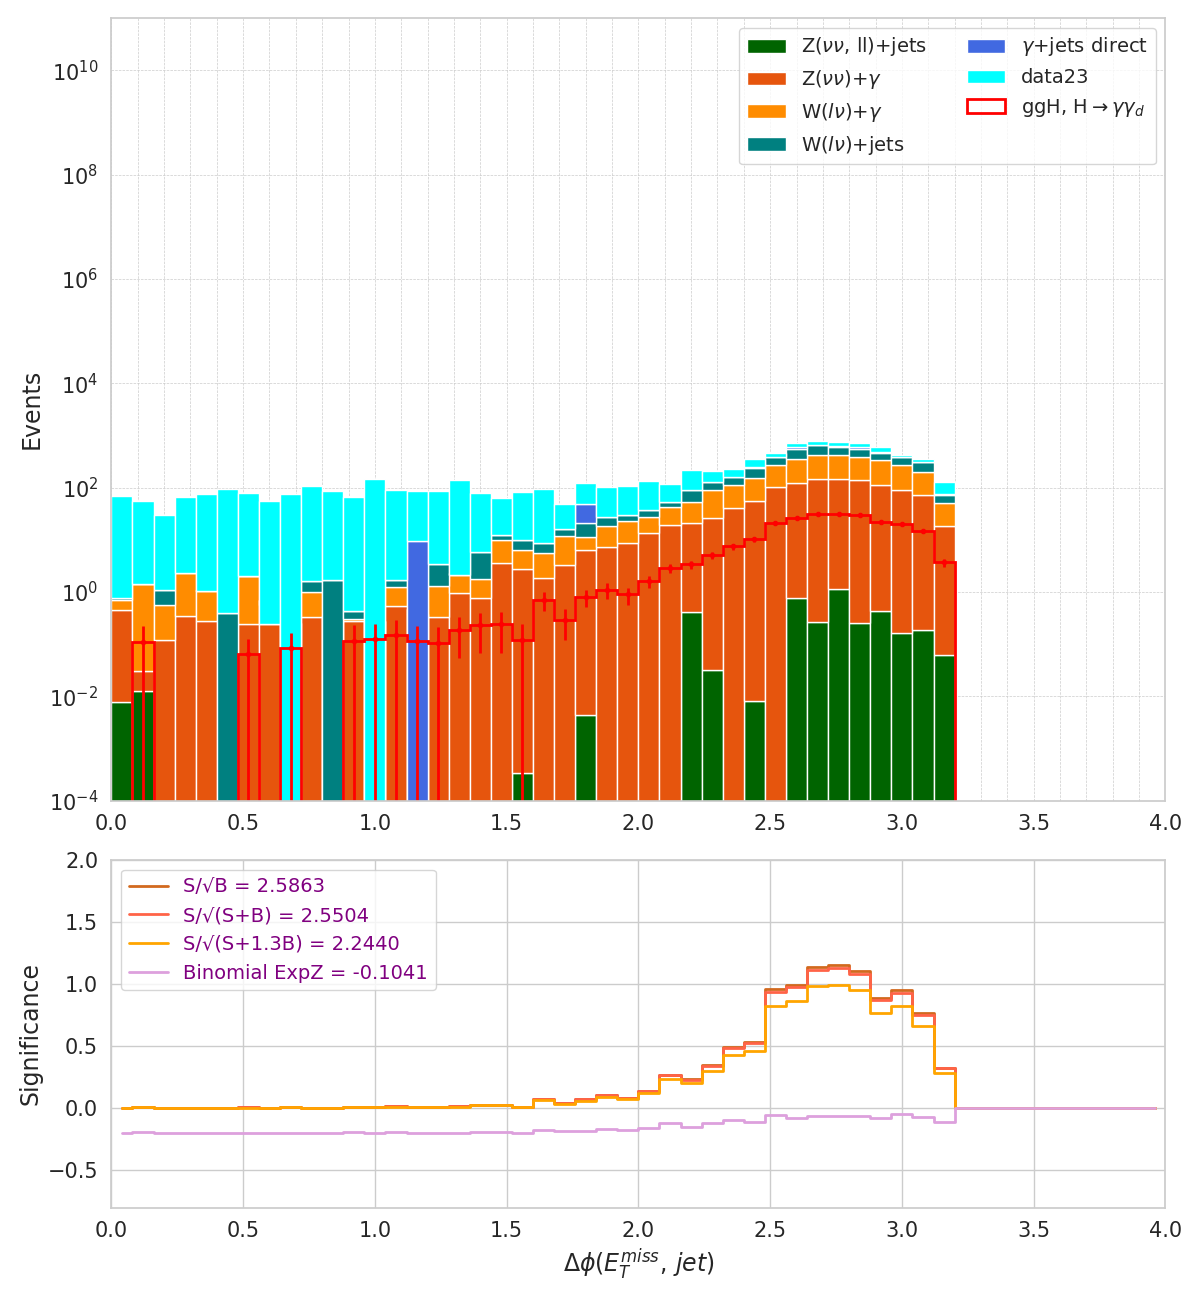 Z(νν, ll)+jets
Z(νν)+γ
W(lν)+γ
W(lν)+jets
γ+jets direct
data23
ggH, H→γγ_d
Events
10^10
10^8
10^6
10^4
10^2
10^0
10^−2
10^−4
0.0 0.5 1.0 1.5 2.0 2.5 3.0 3.5 4.0
S/√B = 2.5863
S/√(S+B) = 2.5504
S/√(S+1.3B) = 2.2440
Binomial ExpZ = -0.1041
Significance
2.0
1.5
1.0
0.5
0.0
−0.5
0.0 0.5 1.0 1.5 2.0 2.5 3.0 3.5 4.0
Δϕ(E_T^miss, jet)